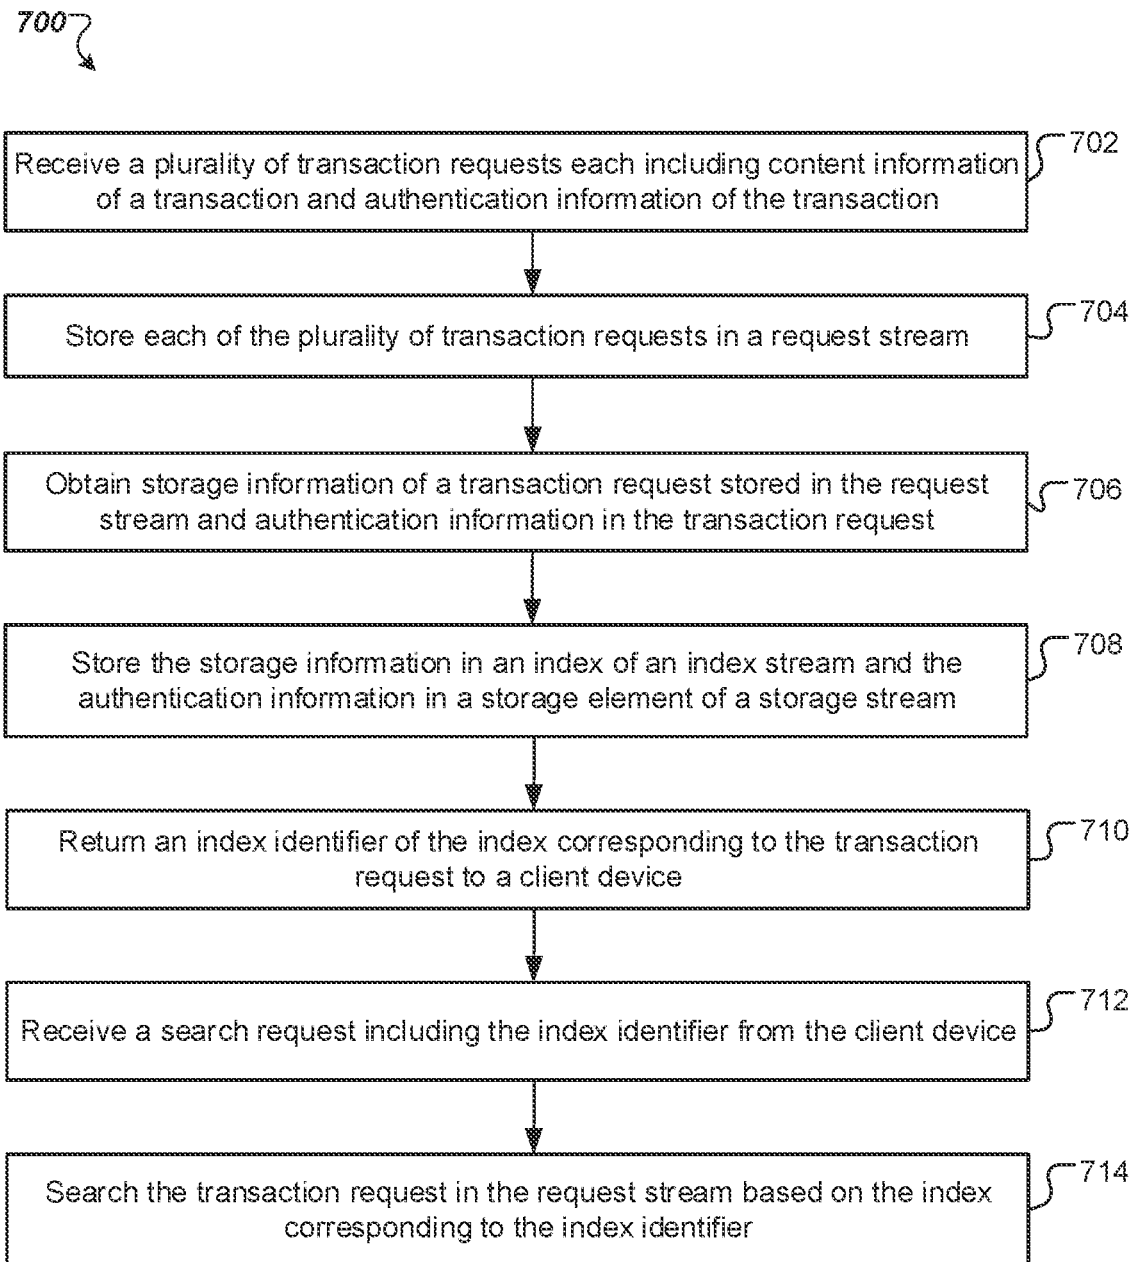 700
Receive a plurality of transaction requests each including content information
of a transaction and authentication information of the transaction
702
Store each of the plurality of transaction requests in a request stream
704
Obtain storage information of a transaction request stored in the request
stream and authentication information in the transaction request
706
Store the storage information in an index of an index stream and the
authentication information in a storage element of a storage stream
708
Return an index identifier of the index corresponding to the transaction
request to a client device
710
Receive a search request including the index identifier from the client device
712
Search the transaction request in the request stream based on the index
corresponding to the index identifier
714